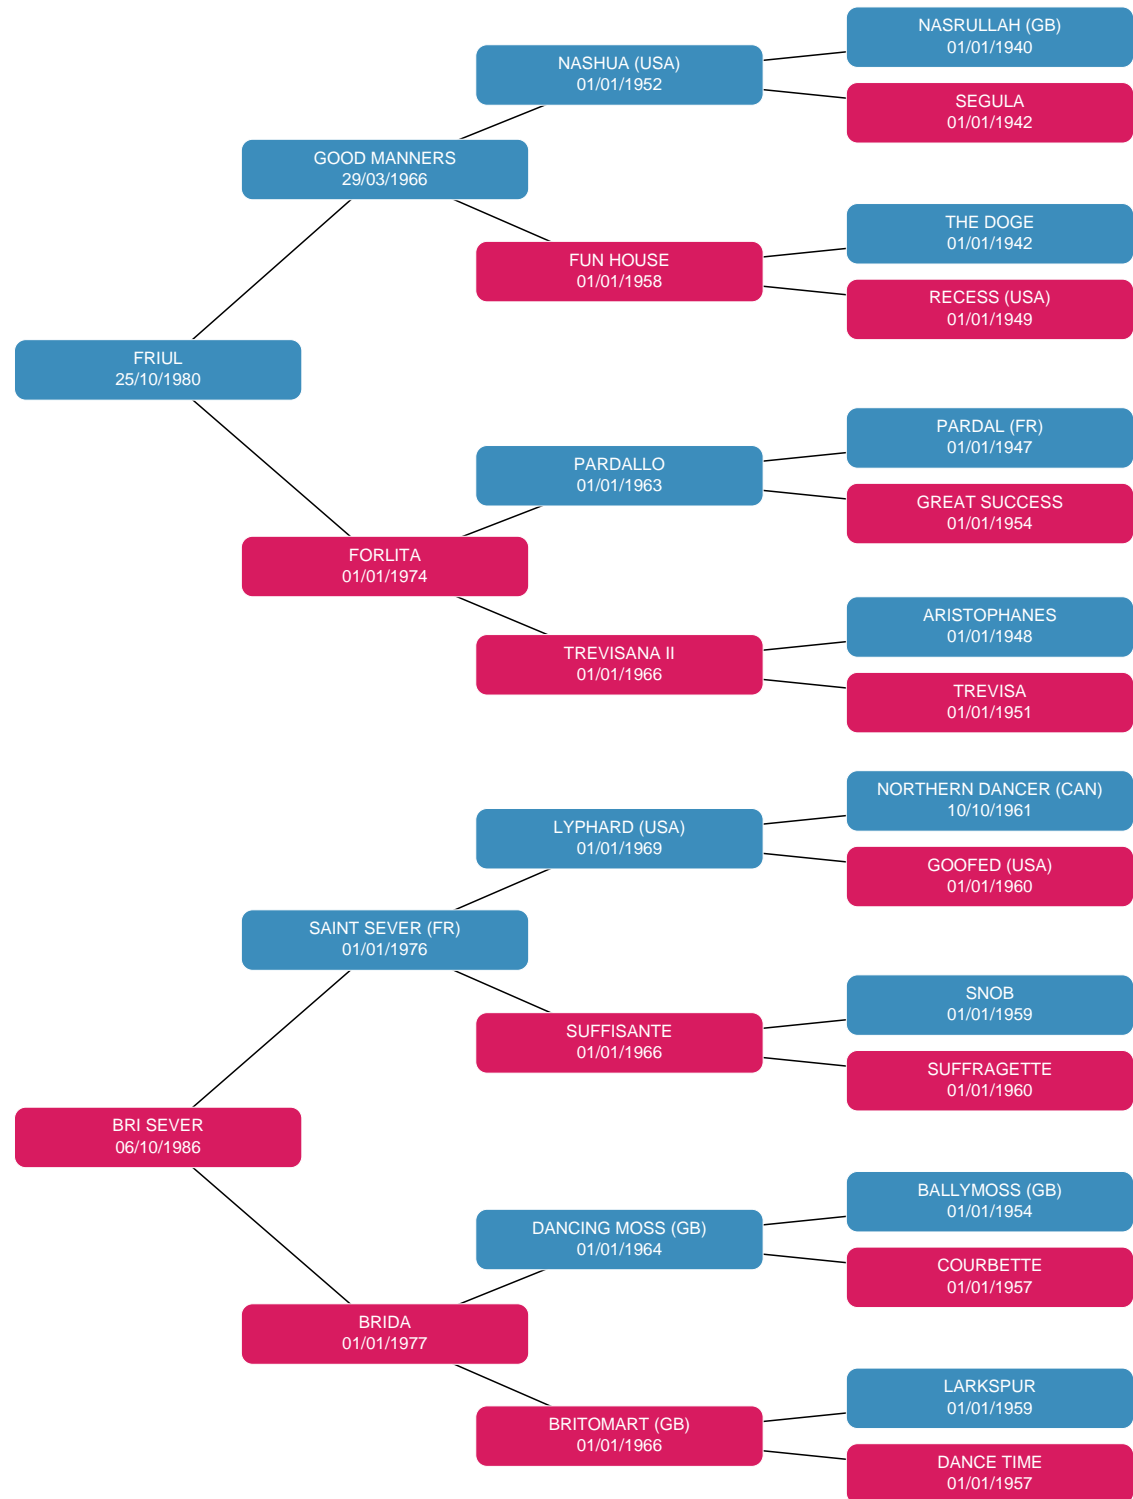 NASRULLAH (GB)
01/01/1940
NASHUA (USA)
01/01/1952
SEGULA
01/01/1942
GOOD MANNERS
29/03/1966
THE DOGE
01/01/1942
FUN HOUSE
01/01/1958
RECESS (USA)
01/01/1949
FRIUL
25/10/1980
PARDAL (FR)
01/01/1947
PARDALLO
01/01/1963
GREAT SUCCESS
01/01/1954
FORLITA
01/01/1974
ARISTOPHANES
01/01/1948
TREVISANA II
01/01/1966
TREVISA
01/01/1951
NORTHERN DANCER (CAN)
10/10/1961
LYPHARD (USA)
01/01/1969
GOOFED (USA)
01/01/1960
SAINT SEVER (FR)
01/01/1976
SNOB
01/01/1959
SUFFISANTE
01/01/1966
SUFFRAGETTE
01/01/1960
BRI SEVER
06/10/1986
BALLYMOSS (GB)
01/01/1954
DANCING MOSS (GB)
01/01/1964
COURBETTE
01/01/1957
BRIDA
01/01/1977
LARKSPUR
01/01/1959
BRITOMART (GB)
01/01/1966
DANCE TIME
01/01/1957